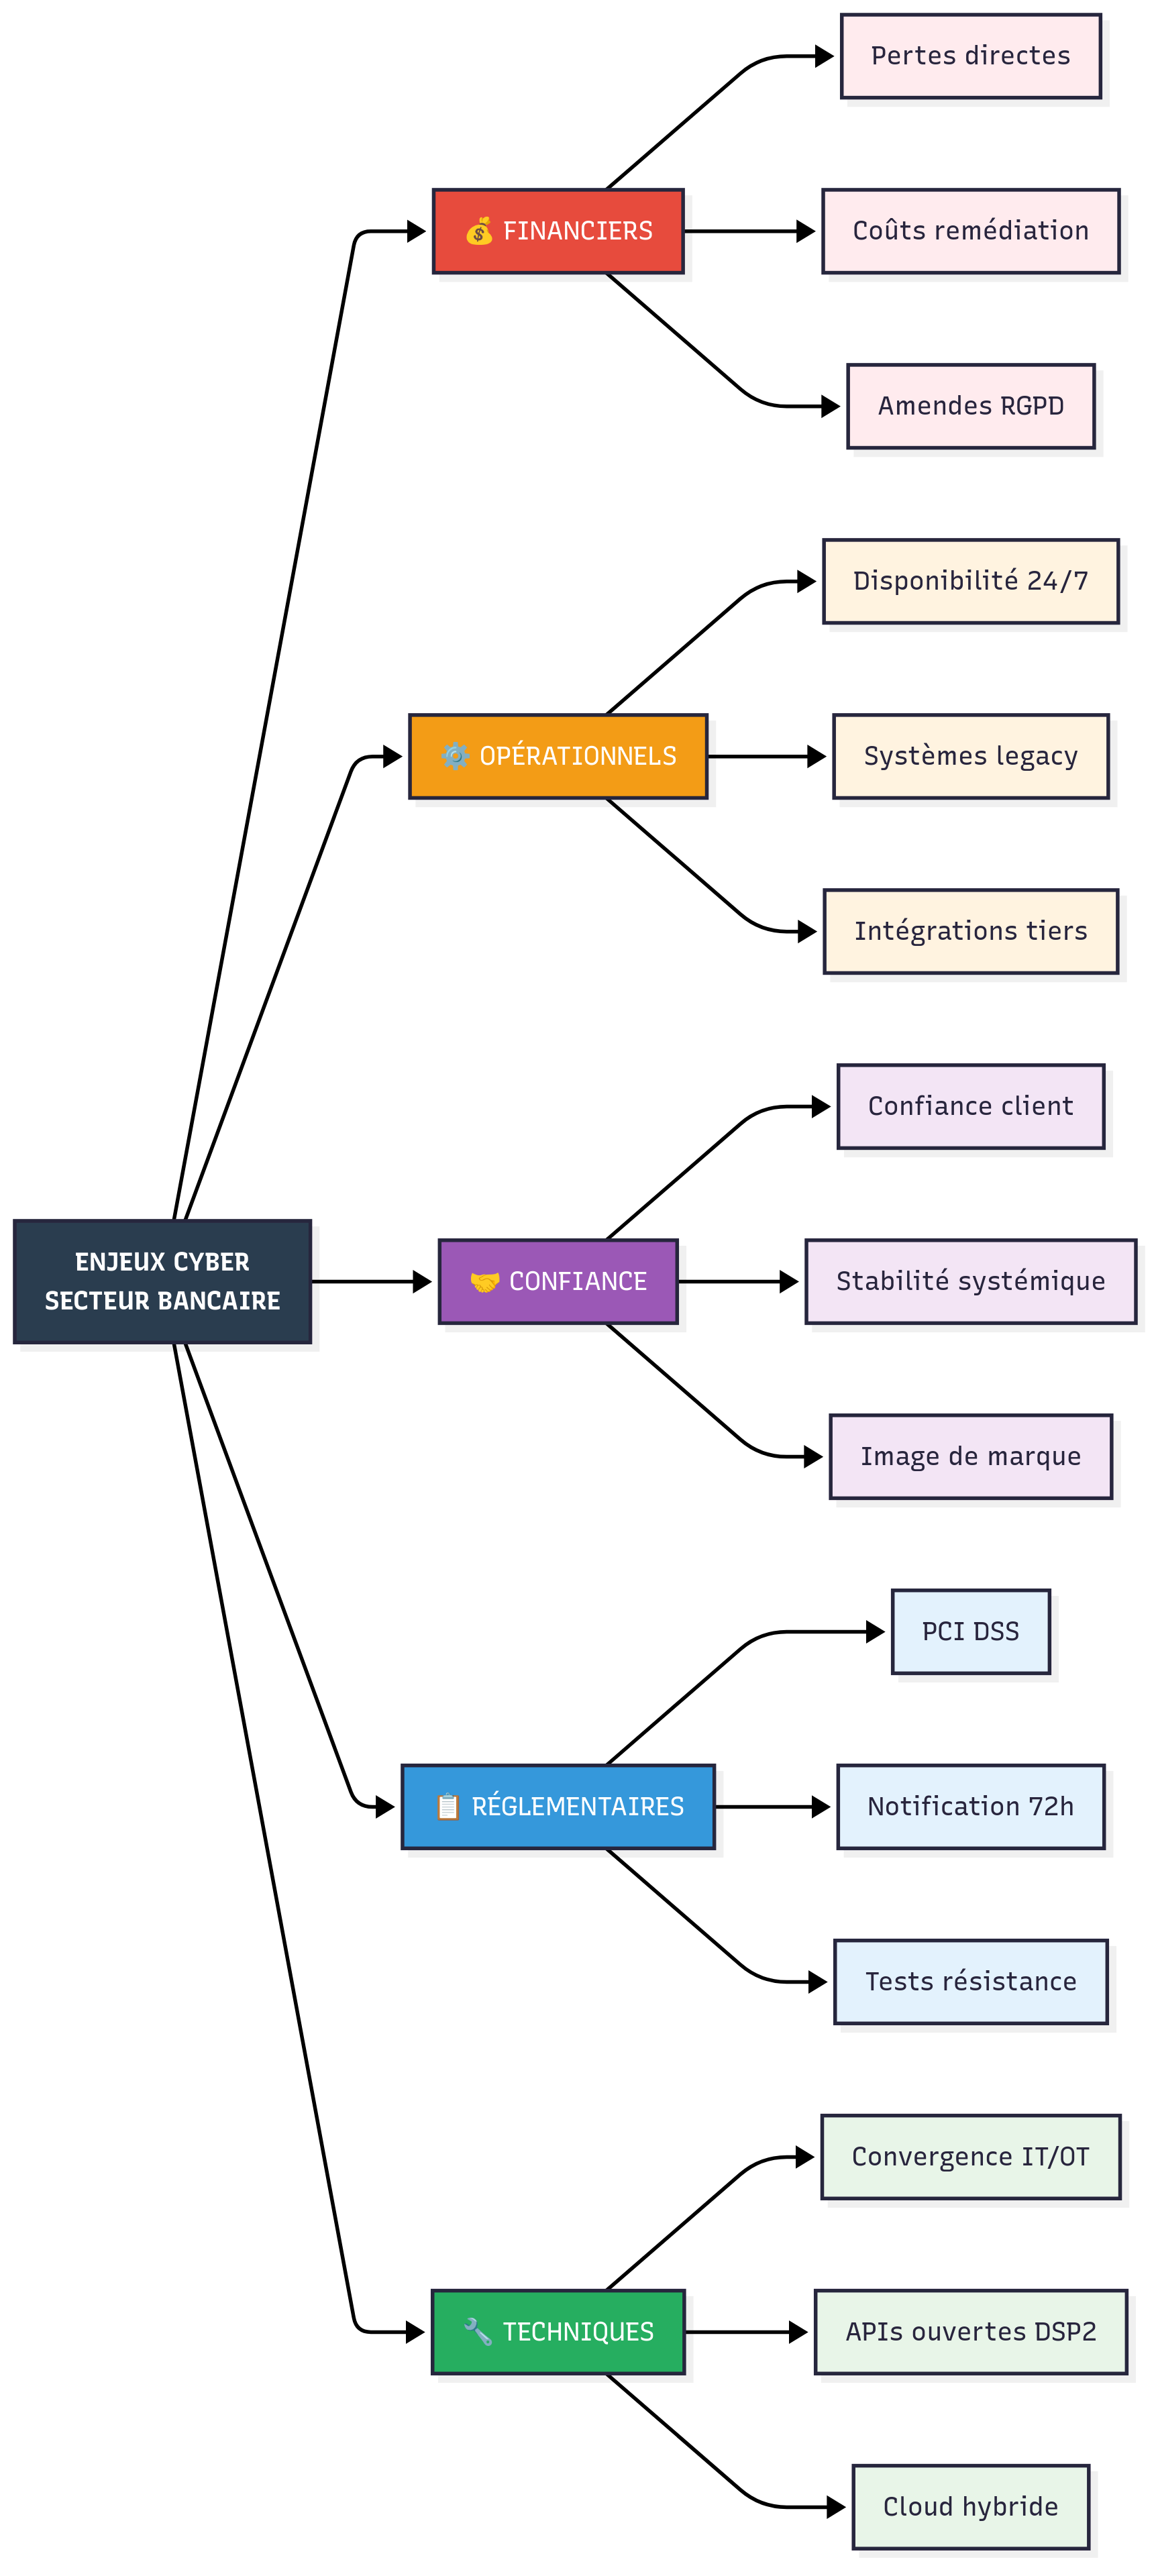 ENJEUX CYBER
SECTEUR BANCAIRE
💰 FINANCIERS
Pertes directes
Coûts remédiation
Amendes RGPD
⚙️ OPÉRATIONNELS
Disponibilité 24/7
Systèmes legacy
Intégrations tiers
🤝 CONFIANCE
Confiance client
Stabilité systémique
Image de marque
📋 RÉGLEMENTAIRES
PCI DSS
Notification 72h
Tests résistance
🔧 TECHNIQUES
Convergence IT/OT
APIs ouvertes DSP2
Cloud hybride